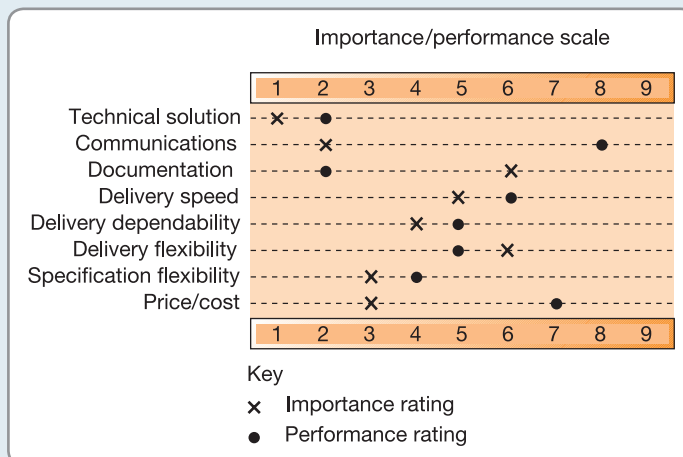 Importance/performance scale
1 2 3 4 5 6 7 8 9
Technical solution
Communications
Documentation
Delivery speed
Delivery dependability
Delivery flexibility
Specification flexibility
Price/cost
1 2 3 4 5 6 7 8 9
Key
Importance rating
Performance rating